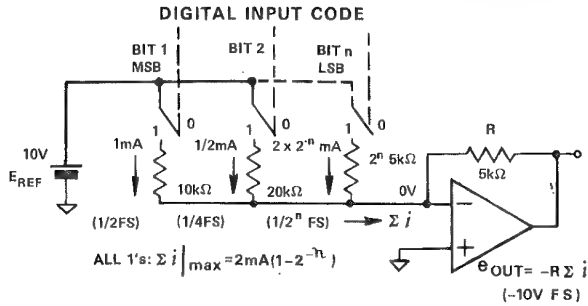 DIGITAL INPUT CODE
BIT 1
MSB
BIT 2
BIT n
LSB
1 0
1 0
1 0
10V
E_REF
1mA
1/2mA
2 x 2^-n mA
10kΩ
20kΩ
2^n 5kΩ
R
5kΩ
0V
−
+
(1/2FS) (1/4FS) (1/2^n FS) → Σ i
ALL 1's: Σ i|max = 2mA(1-2^-n)
e_OUT = -R Σ i
(-10V FS)